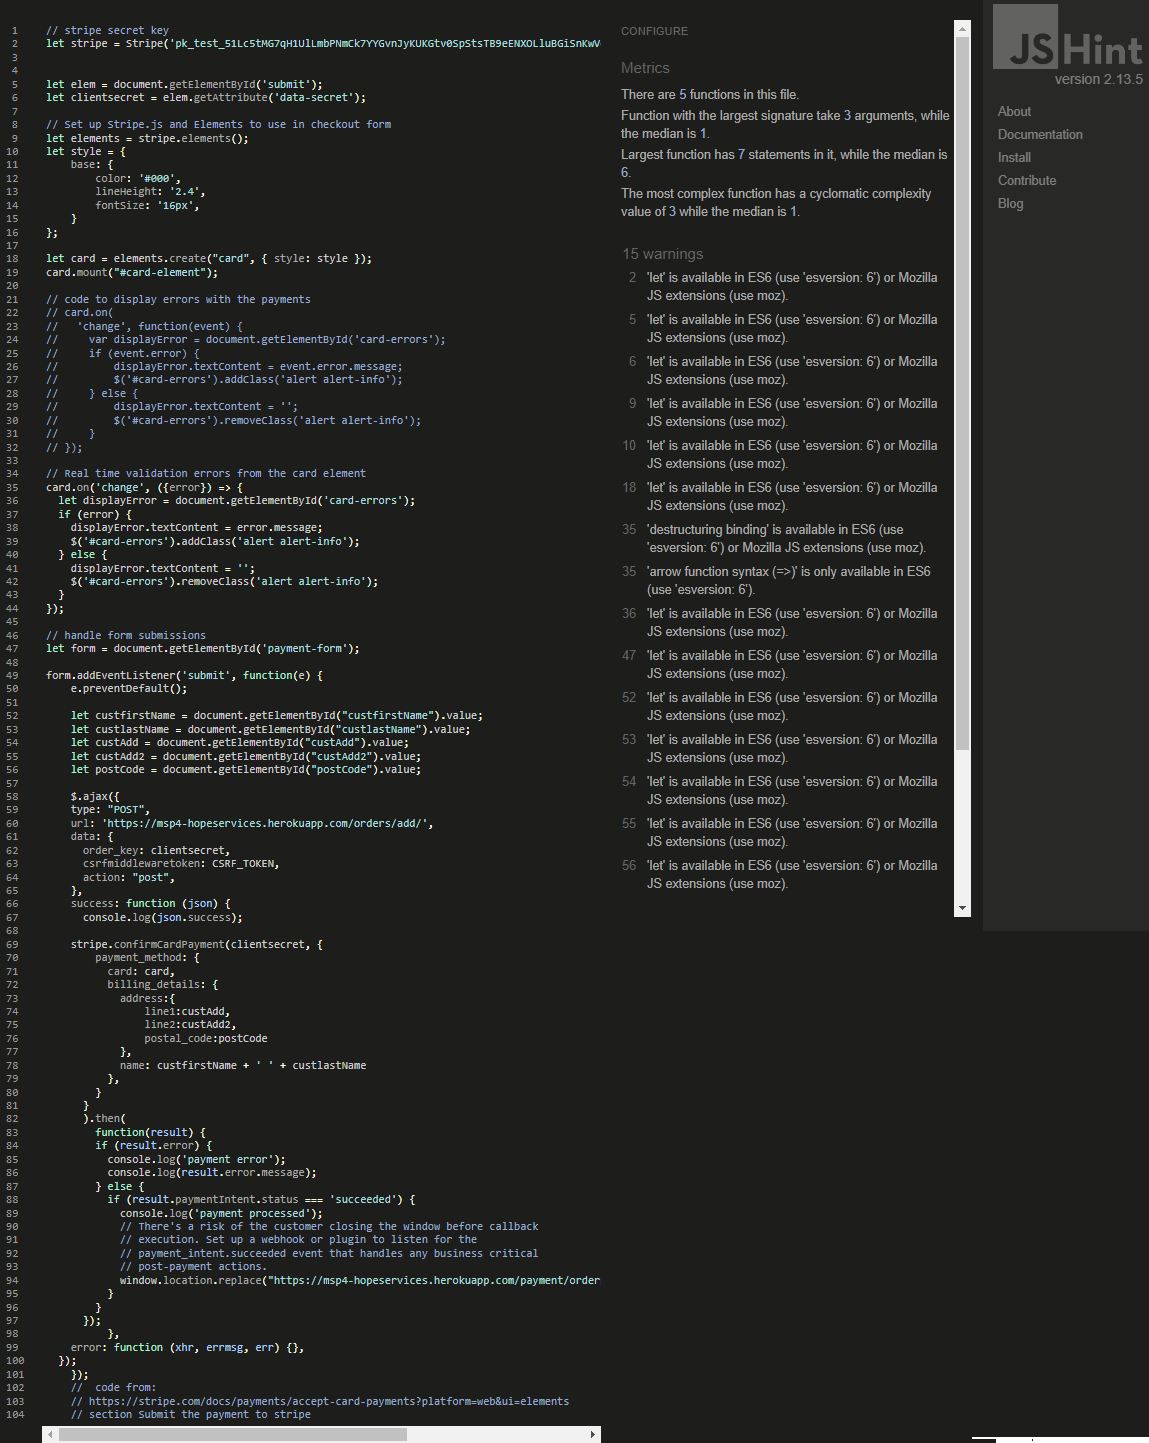 1 // stripe secret key
2 let stripe = Stripe('pk_test_51Lc5tMG7qH1UlLmbPNmCk7YYGvnJyKUKGtv0SpStsTB9eENXOLluBGiSnKwV
3
4
5 let elem = document.getElementById('submit');
6 let clientsecret = elem.getAttribute('data-secret');
7
8 // Set up Stripe.js and Elements to use in checkout form
9 let elements = stripe.elements();
10 let style = {
11 base: {
12 color: '#000',
13 lineHeight: '2.4',
14 fontSize: '16px',
15 }
16 };
17
18 let card = elements.create("card", { style: style });
19 card.mount("#card-element");
20
21 // code to display errors with the payments
22 // card.on(
23 //   'change', function(event) {
24 //     var displayError = document.getElementById('card-errors');
25 //     if (event.error) {
26 //         displayError.textContent = event.error.message;
27 //         $('#card-errors').addClass('alert alert-info');
28 //     } else {
29 //         displayError.textContent = '';
30 //         $('#card-errors').removeClass('alert alert-info');
31 //     }
32 // });
33
34 // Real time validation errors from the card element
35 card.on('change', ({error}) => {
36 let displayError = document.getElementById('card-errors');
37 if (error) {
38 displayError.textContent = error.message;
39 $('#card-errors').addClass('alert alert-info');
40 } else {
41 displayError.textContent = '';
42 $('#card-errors').removeClass('alert alert-info');
43 }
44 });
45
46 // handle form submissions
47 let form = document.getElementById('payment-form');
48
49 form.addEventListener('submit', function(e) {
50 e.preventDefault();
51
52 let custfirstName = document.getElementById("custfirstName").value;
53 let custlastName = document.getElementById("custlastName").value;
54 let custAdd = document.getElementById("custAdd").value;
55 let custAdd2 = document.getElementById("custAdd2").value;
56 let postCode = document.getElementById("postCode").value;
57
58 $.ajax({
59 type: "POST",
60 url: 'https://msp4-hopeservices.herokuapp.com/orders/add/',
61 data: {
62 order_key: clientsecret,
63 csrfmiddlewaretoken: CSRF_TOKEN,
64 action: "post",
65 },
66 success: function (json) {
67 console.log(json.success);
68
69 stripe.confirmCardPayment(clientsecret, {
70 payment_method: {
71 card: card,
72 billing_details: {
73 address:{
74 line1:custAdd,
75 line2:custAdd2,
76 postal_code:postCode
77 },
78 name: custfirstName + ' ' + custlastName
79 },
80 }
81 }
82 ).then(
83 function(result) {
84 if (result.error) {
85 console.log('payment error');
86 console.log(result.error.message);
87 } else {
88 if (result.paymentIntent.status === 'succeeded') {
89 console.log('payment processed');
90 // There's a risk of the customer closing the window before callback
91 // execution. Set up a webhook or plugin to listen for the
92 // payment_intent.succeeded event that handles any business critical
93 // post-payment actions.
94 window.location.replace("https://msp4-hopeservices.herokuapp.com/payment/order
95 }
96 }
97 });
98 },
99 error: function (xhr, errmsg, err) {},
100 });
101 });
102 //  code from:
103 // https://stripe.com/docs/payments/accept-card-payments?platform=web&ui=elements
104 // section Submit the payment to stripe
CONFIGURE
Metrics
There are 5 functions in this file.
Function with the largest signature take 3 arguments, while
the median is 1.
Largest function has 7 statements in it, while the median is
6.
The most complex function has a cyclomatic complexity
value of 3 while the median is 1.
15 warnings
2 'let' is available in ES6 (use 'esversion: 6') or Mozilla
JS extensions (use moz).
5 'let' is available in ES6 (use 'esversion: 6') or Mozilla
JS extensions (use moz).
6 'let' is available in ES6 (use 'esversion: 6') or Mozilla
JS extensions (use moz).
9 'let' is available in ES6 (use 'esversion: 6') or Mozilla
JS extensions (use moz).
10 'let' is available in ES6 (use 'esversion: 6') or Mozilla
JS extensions (use moz).
18 'let' is available in ES6 (use 'esversion: 6') or Mozilla
JS extensions (use moz).
35 'destructuring binding' is available in ES6 (use
'esversion: 6') or Mozilla JS extensions (use moz).
35 'arrow function syntax (=>)' is only available in ES6
(use 'esversion: 6').
36 'let' is available in ES6 (use 'esversion: 6') or Mozilla
JS extensions (use moz).
47 'let' is available in ES6 (use 'esversion: 6') or Mozilla
JS extensions (use moz).
52 'let' is available in ES6 (use 'esversion: 6') or Mozilla
JS extensions (use moz).
53 'let' is available in ES6 (use 'esversion: 6') or Mozilla
JS extensions (use moz).
54 'let' is available in ES6 (use 'esversion: 6') or Mozilla
JS extensions (use moz).
55 'let' is available in ES6 (use 'esversion: 6') or Mozilla
JS extensions (use moz).
56 'let' is available in ES6 (use 'esversion: 6') or Mozilla
JS extensions (use moz).
JSHint
version 2.13.5
About
Documentation
Install
Contribute
Blog